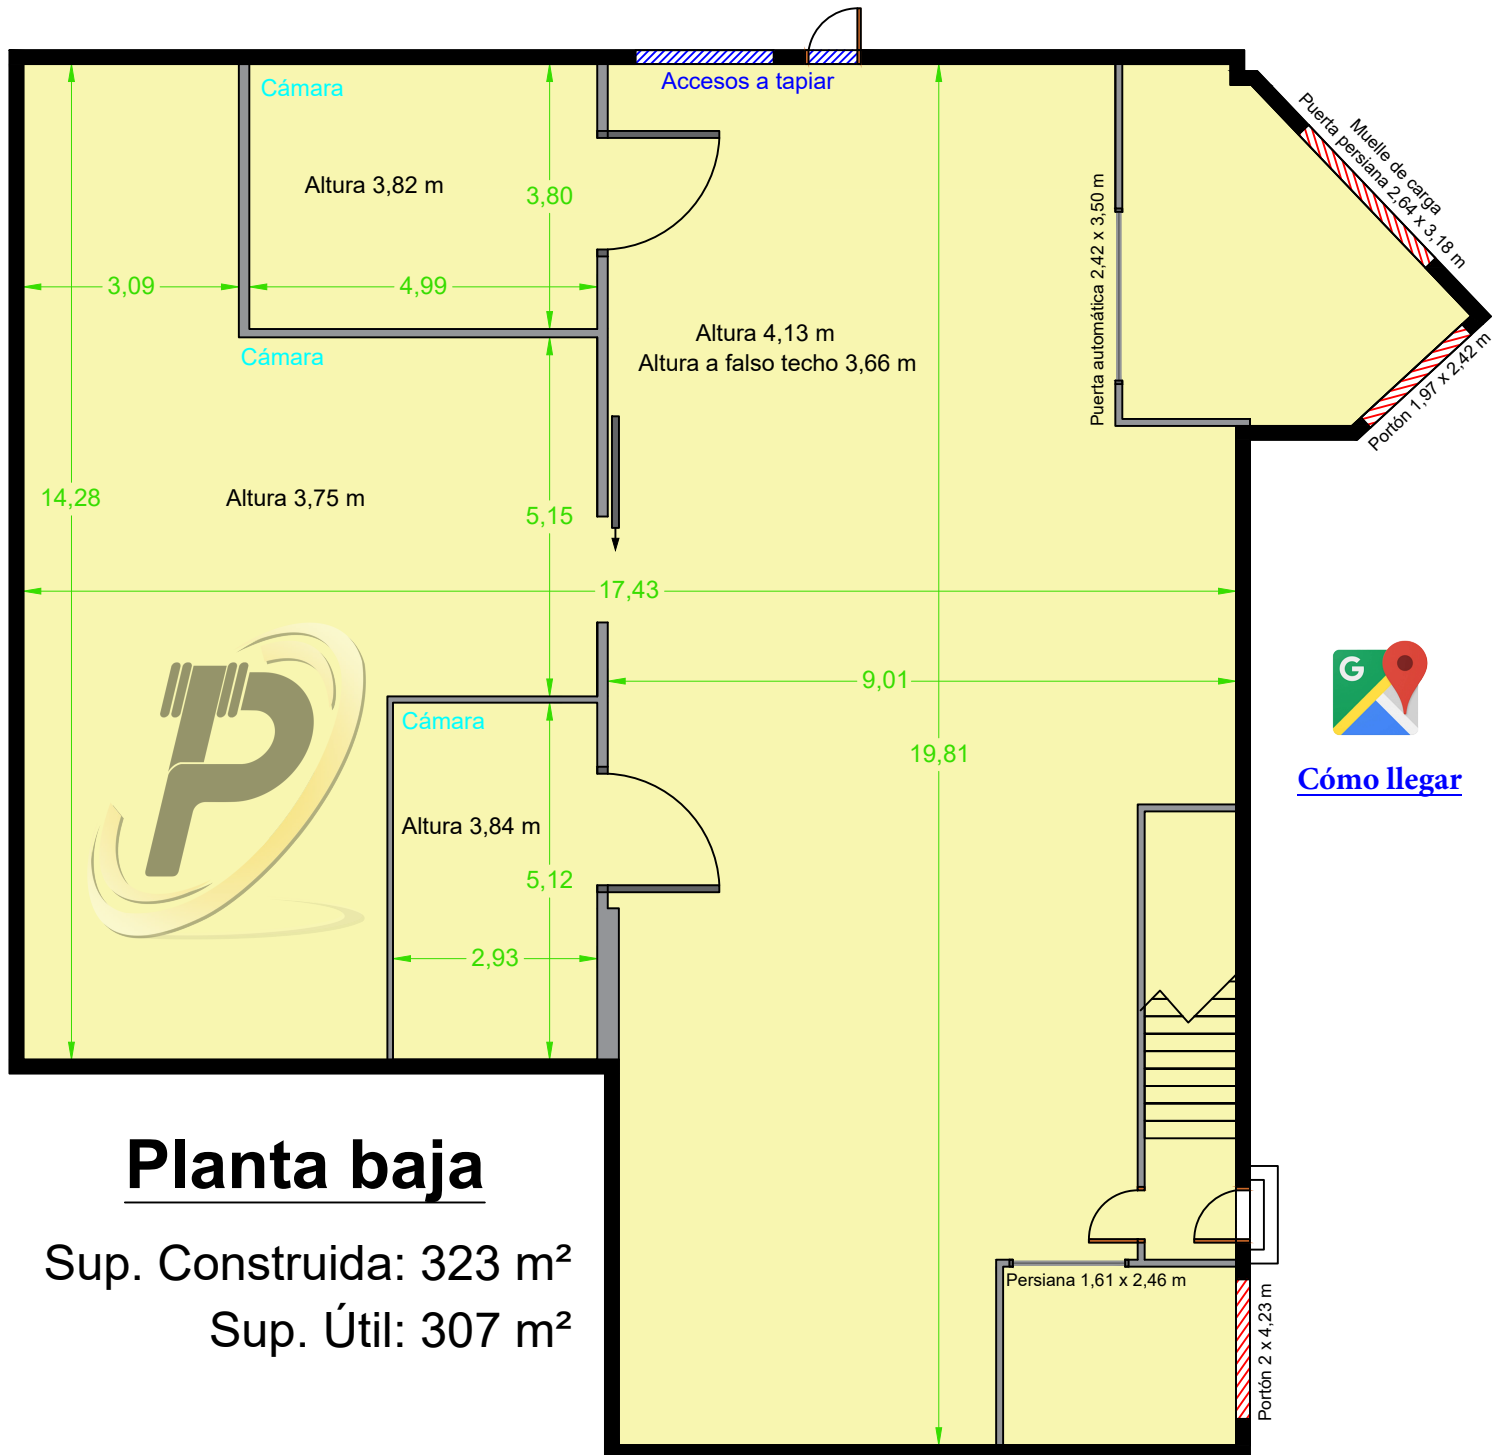 Accesos a tapiar
Cámara
Altura 3,82 m
3,80
3,09
4,99
Cámara
Altura 4,13 m
Altura a falso techo 3,66 m
Puerta automática 2,42 x 3,50 m
Muelle de carga
Puerta persiana 2,64 x 3,18 m
Portón 1,97 x 2,42 m
14,28
Altura 3,75 m
5,15
17,43
9,01
Cámara
19,81
G
Cómo llegar
P
Altura 3,84 m
5,12
2,93
Planta baja
Sup. Construida: 323 m²
Sup. Útil: 307 m²
Persiana 1,61 x 2,46 m
Portón 2 x 4,23 m